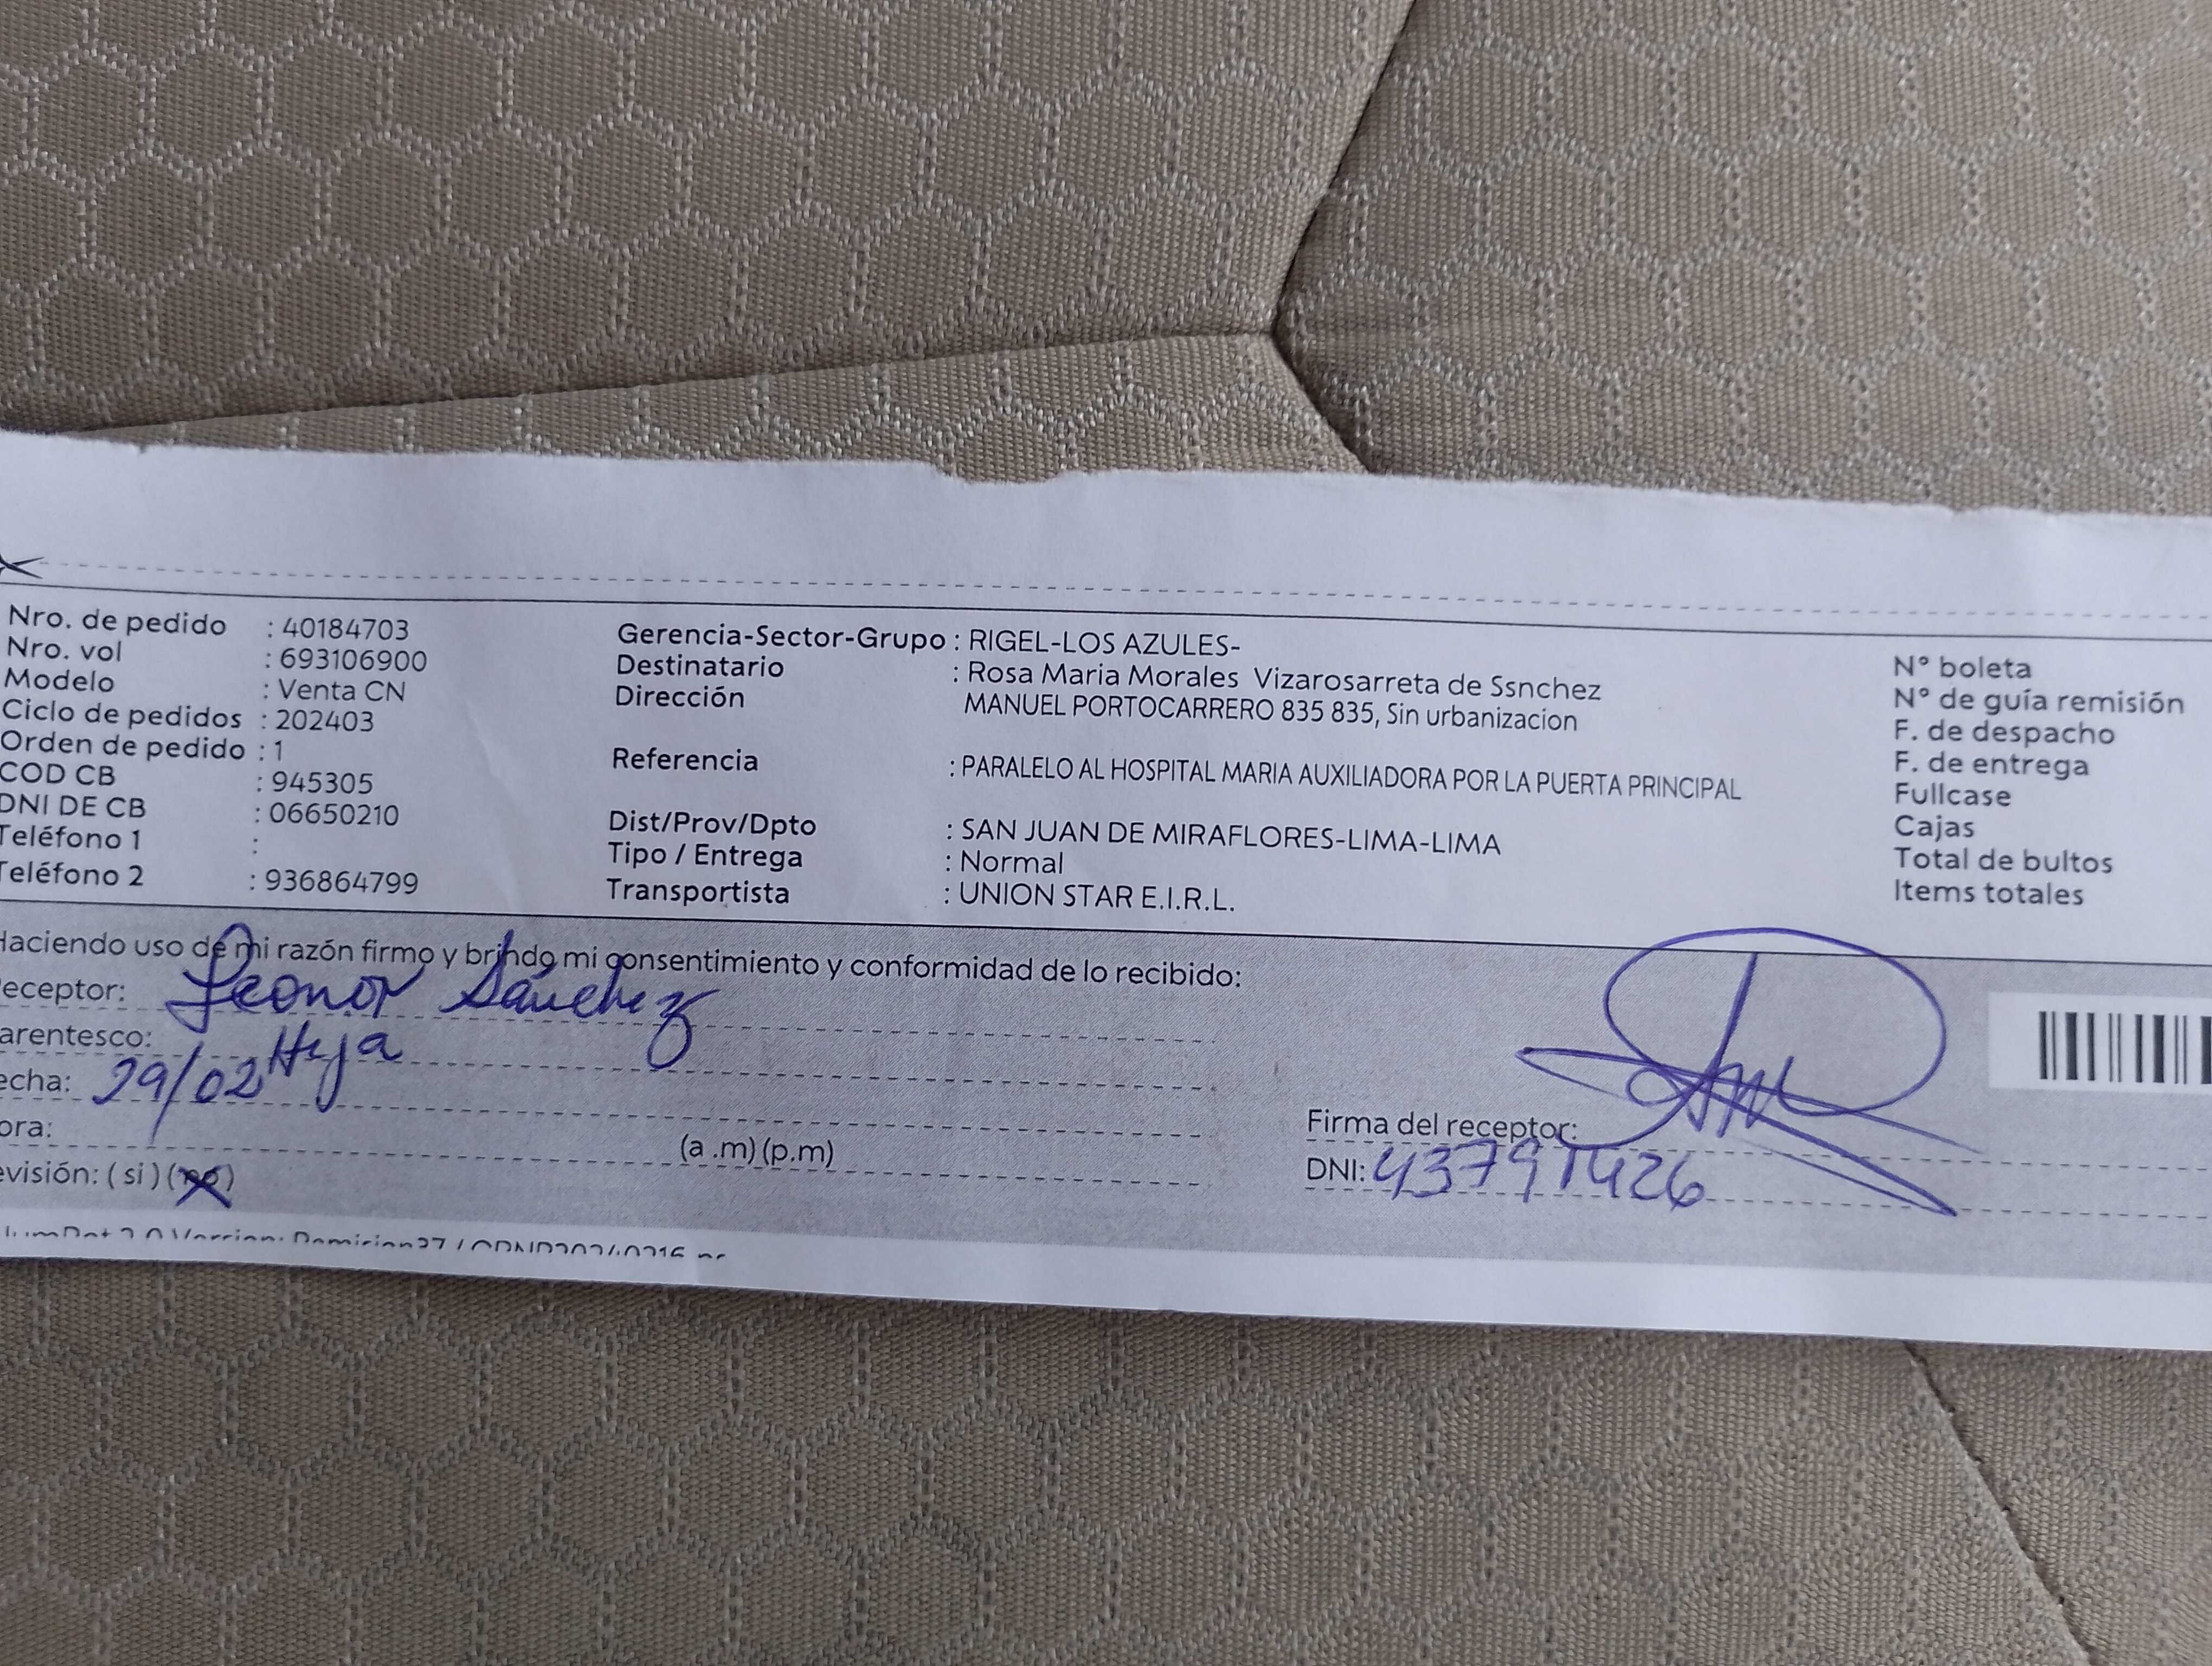 Nro. de pedido : 40184703
Nro. vol : 693106900
Modelo : Venta CN
Ciclo de pedidos : 202403
Orden de pedido : 1
COD CB : 945305
DNI DE CB : 06650210
Teléfono 1 :
Teléfono 2 : 936864799
Gerencia-Sector-Grupo : RIGEL-LOS AZULES-
Destinatario : Rosa Maria Morales Vizarosarreta de Ssnchez
Dirección MANUEL PORTOCARRERO 835 835, Sin urbanizacion
Referencia : PARALELO AL HOSPITAL MARIA AUXILIADORA POR LA PUERTA PRINCIPAL
Dist/Prov/Dpto : SAN JUAN DE MIRAFLORES-LIMA-LIMA
Tipo / Entrega : Normal
Transportista : UNION STAR E.I.R.L.
N° boleta
N° de guía remisión
F. de despacho
F. de entrega
Fullcase
Cajas
Total de bultos
Items totales
Haciendo uso de mi razón firmo y brindo mi consentimiento y conformidad de lo recibido:
eceptor: Leonor Sánchez
arentesco: Hija
echa: 29/02
ora: (a .m) (p.m)
evisión: ( si ) (no)
Firma del receptor:
DNI: 43791426